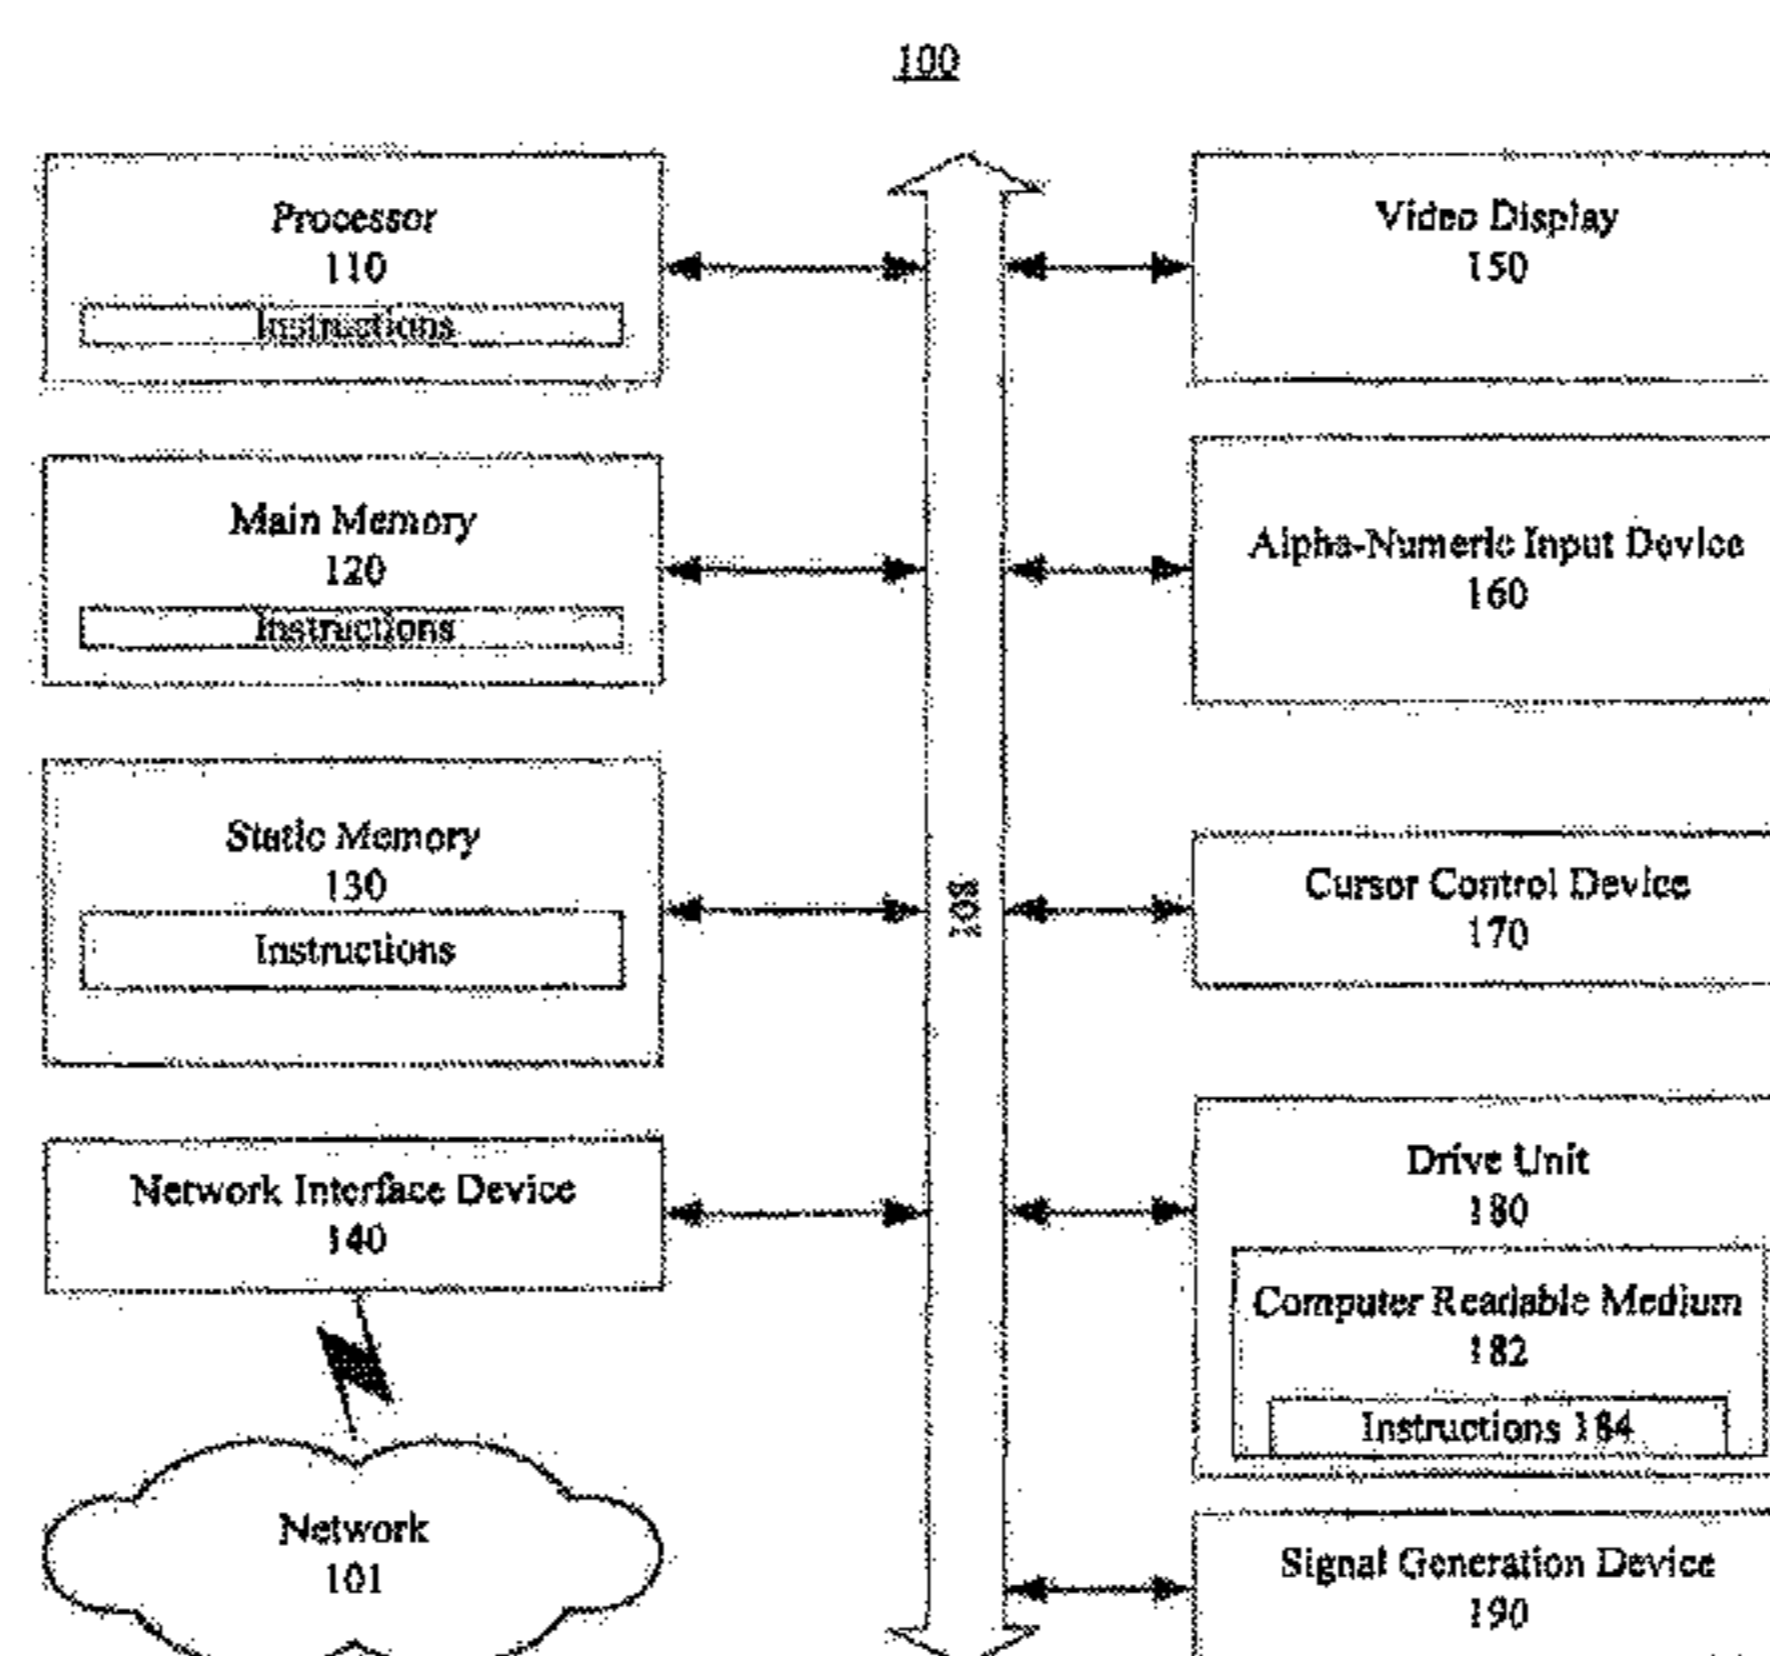 100
Processor
110
Instructions
Main Memory
120
Instructions
Static Memory
130
Instructions
Network Interface Device
140
Network
101
108
Video Display
150
Alpha-Numeric Input Device
160
Cursor Control Device
170
Drive Unit
180
Computer Readable Medium
182
Instructions 184
Signal Generation Device
190